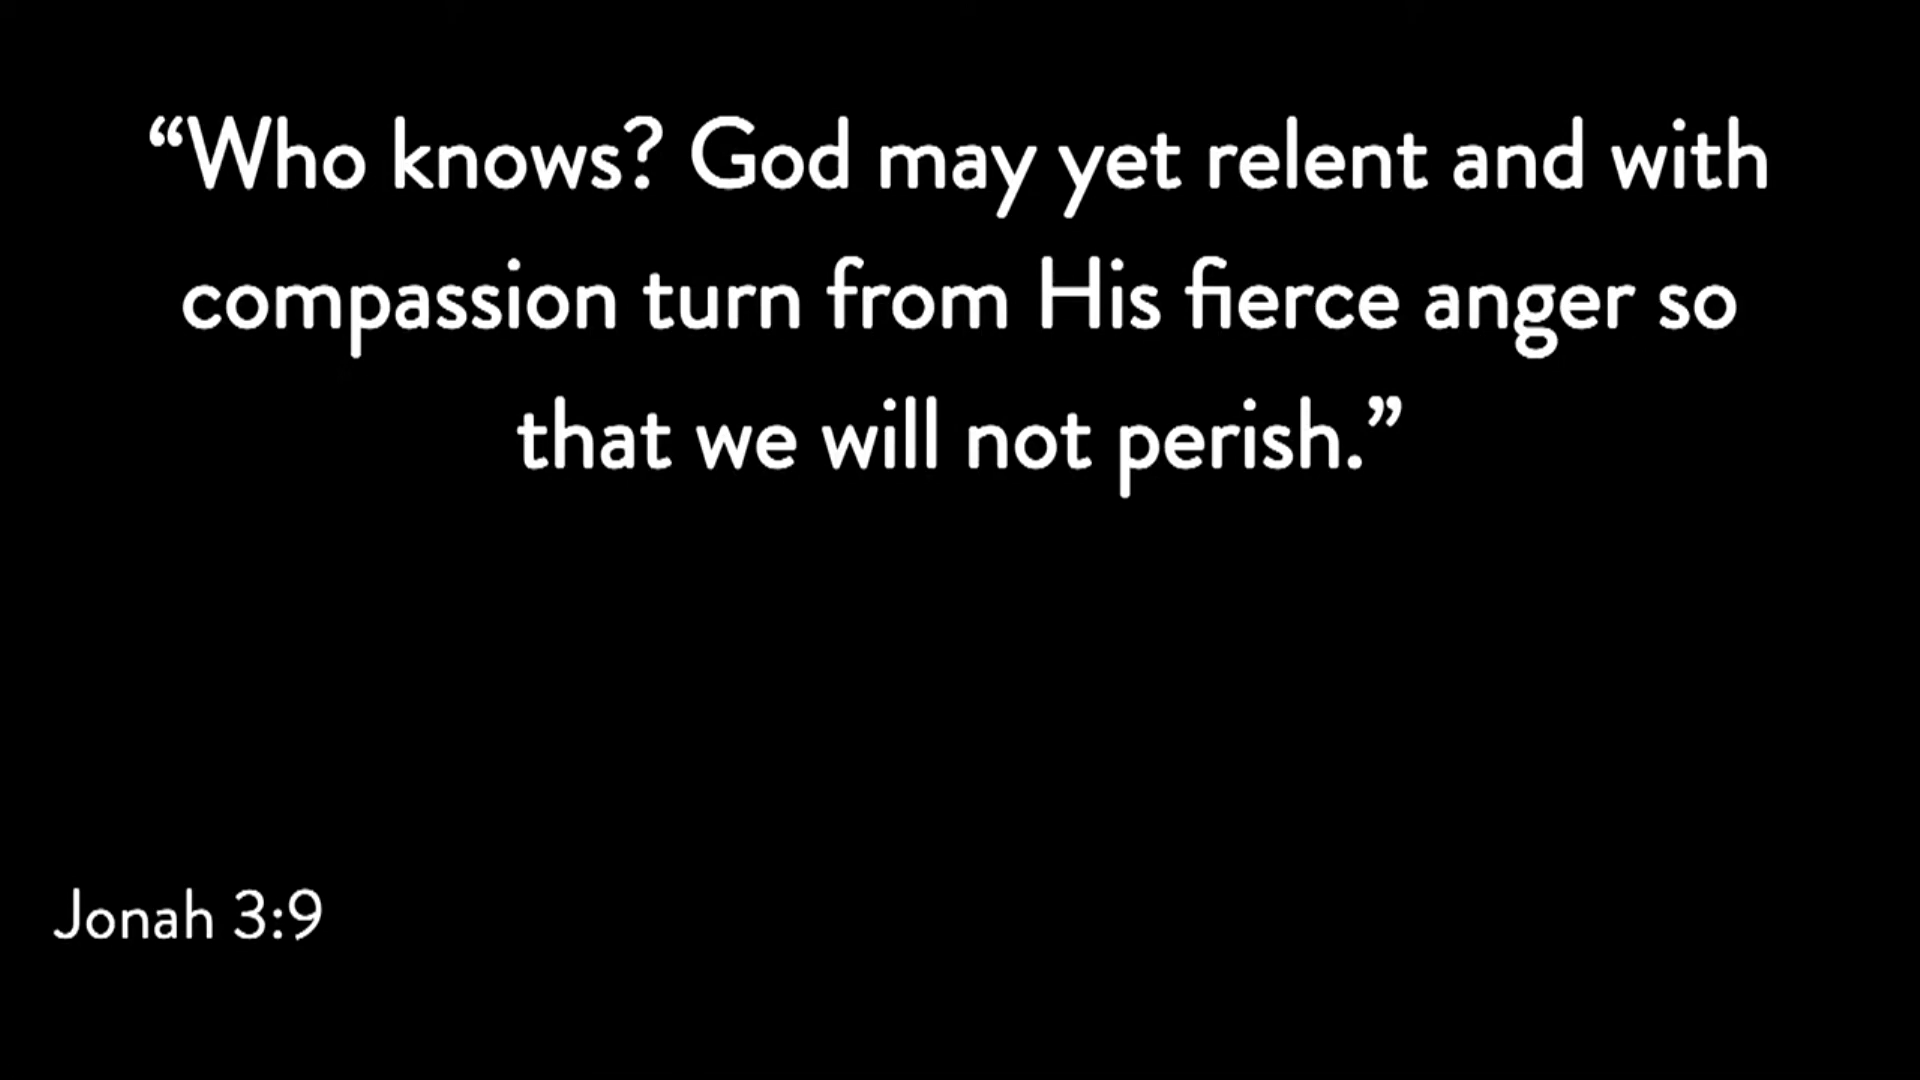 “Who knows? God may yet relent and with
compassion turn from His fierce anger so
that we will not perish.”
Jonah 3:9